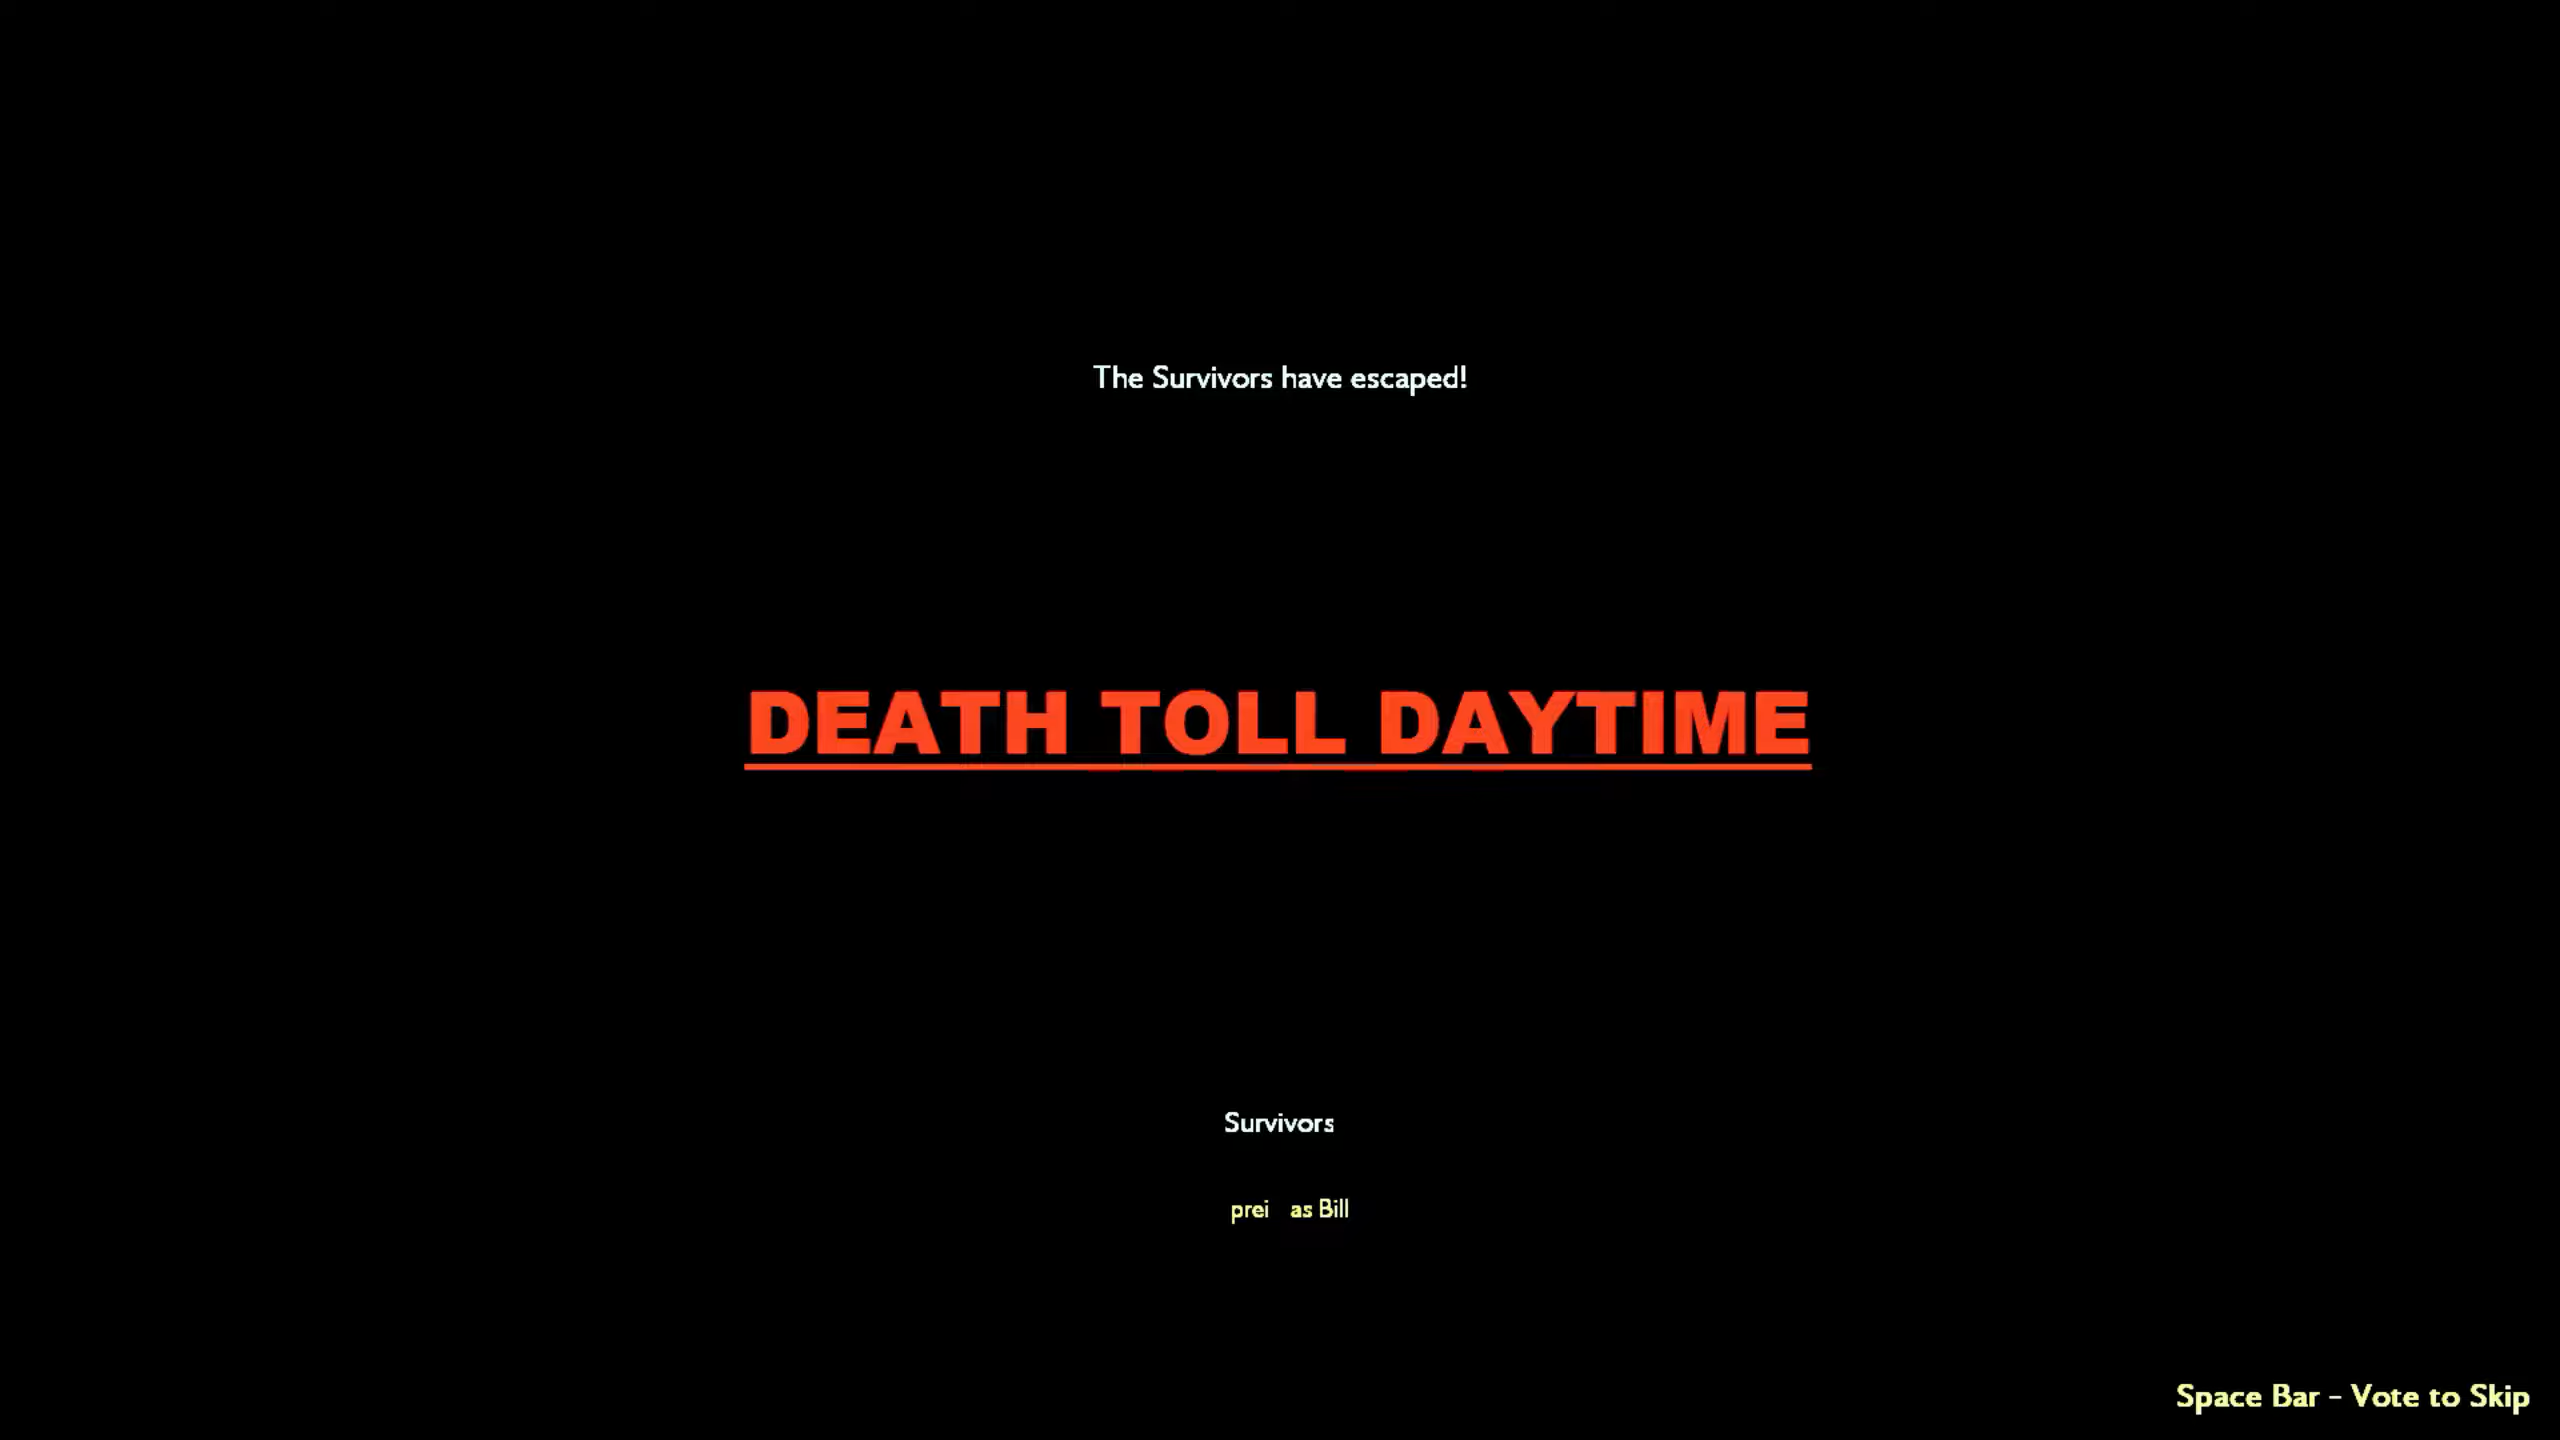 The Survivors have escaped!
DEATH TOLL DAYTIME
Survivors
prei as Bill
Space Bar - Vote to Skip